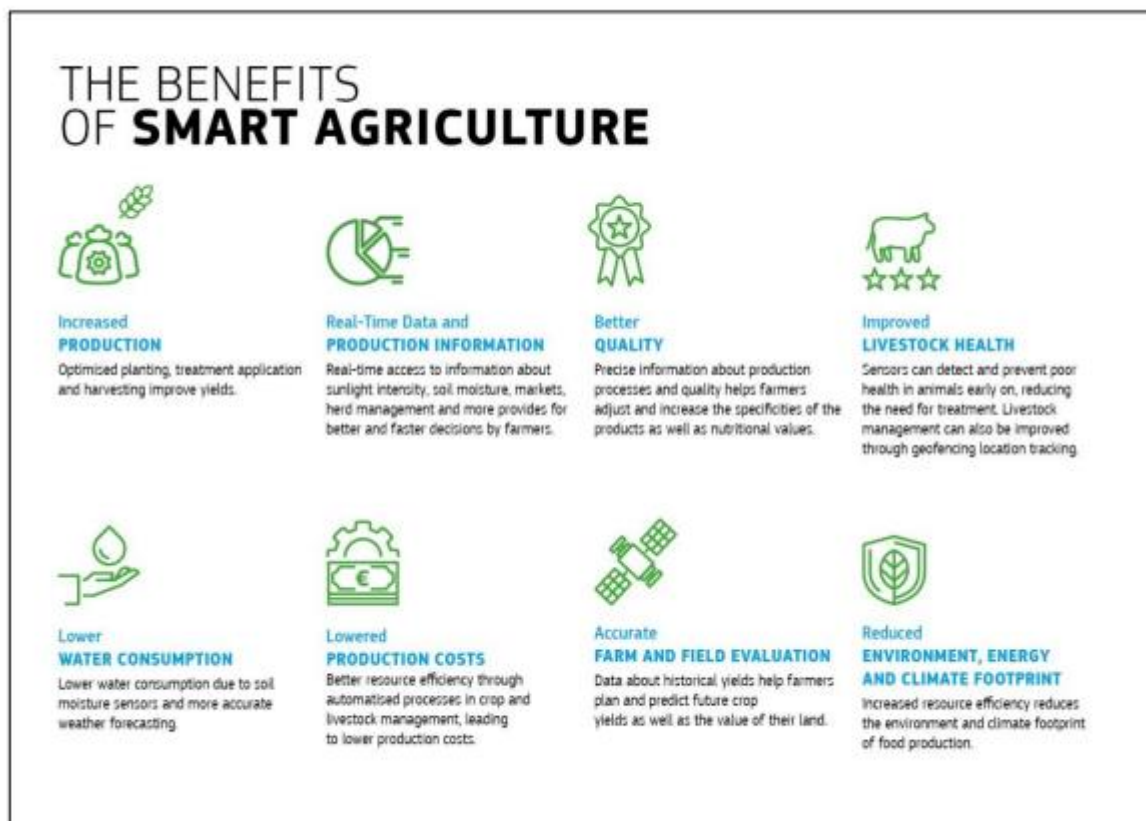 THE BENEFITS
OF SMART AGRICULTURE
Increased
PRODUCTION
Optimised planting, treatment application
and harvesting improve yields.
Real-Time Data and
PRODUCTION INFORMATION
Real-time access to information about
sunlight intensity, soil moisture, markets,
herd management and more provides for
better and faster decisions by farmers.
Better
QUALITY
Precise information about production
processes and quality helps farmers
adjust and increase the specificities of the
products as well as nutritional values.
Improved
LIVESTOCK HEALTH
Sensors can detect and prevent poor
health in animals early on, reducing
the need for treatment. Livestock
management can also be improved
through geofencing location tracking.
Lower
WATER CONSUMPTION
Lower water consumption due to soil
moisture sensors and more accurate
weather forecasting.
Lowered
PRODUCTION COSTS
Better resource efficiency through
automatised processes in crop and
livestock management, leading
to lower production costs.
Accurate
FARM AND FIELD EVALUATION
Data about historical yields help farmers
plan and predict future crop
yields as well as the value of their land.
Reduced
ENVIRONMENT, ENERGY
AND CLIMATE FOOTPRINT
Increased resource efficiency reduces
the environment and climate footprint
of food production.